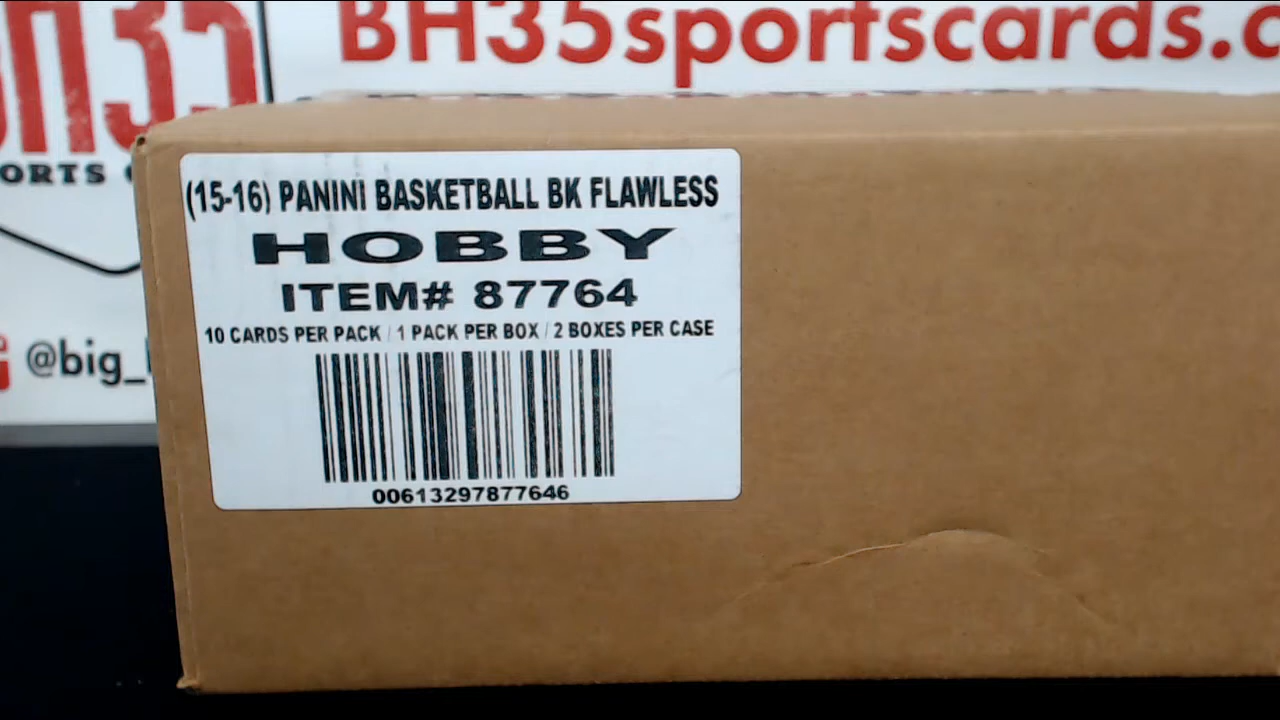 BH35sportscards.c
35
ORTS
@big_
(15-16) PANINI BASKETBALL BK FLAWLESS
HOBBY
ITEM# 87764
10 CARDS PER PACK / 1 PACK PER BOX / 2 BOXES PER CASE
00613297877646